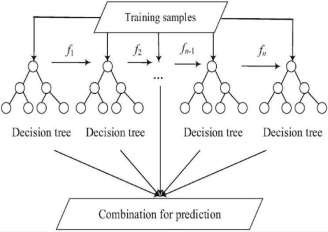 Training samples
f1 f2 fn-1 fn
...
Decision tree Decision tree Decision tree Decision tree
Combination for prediction